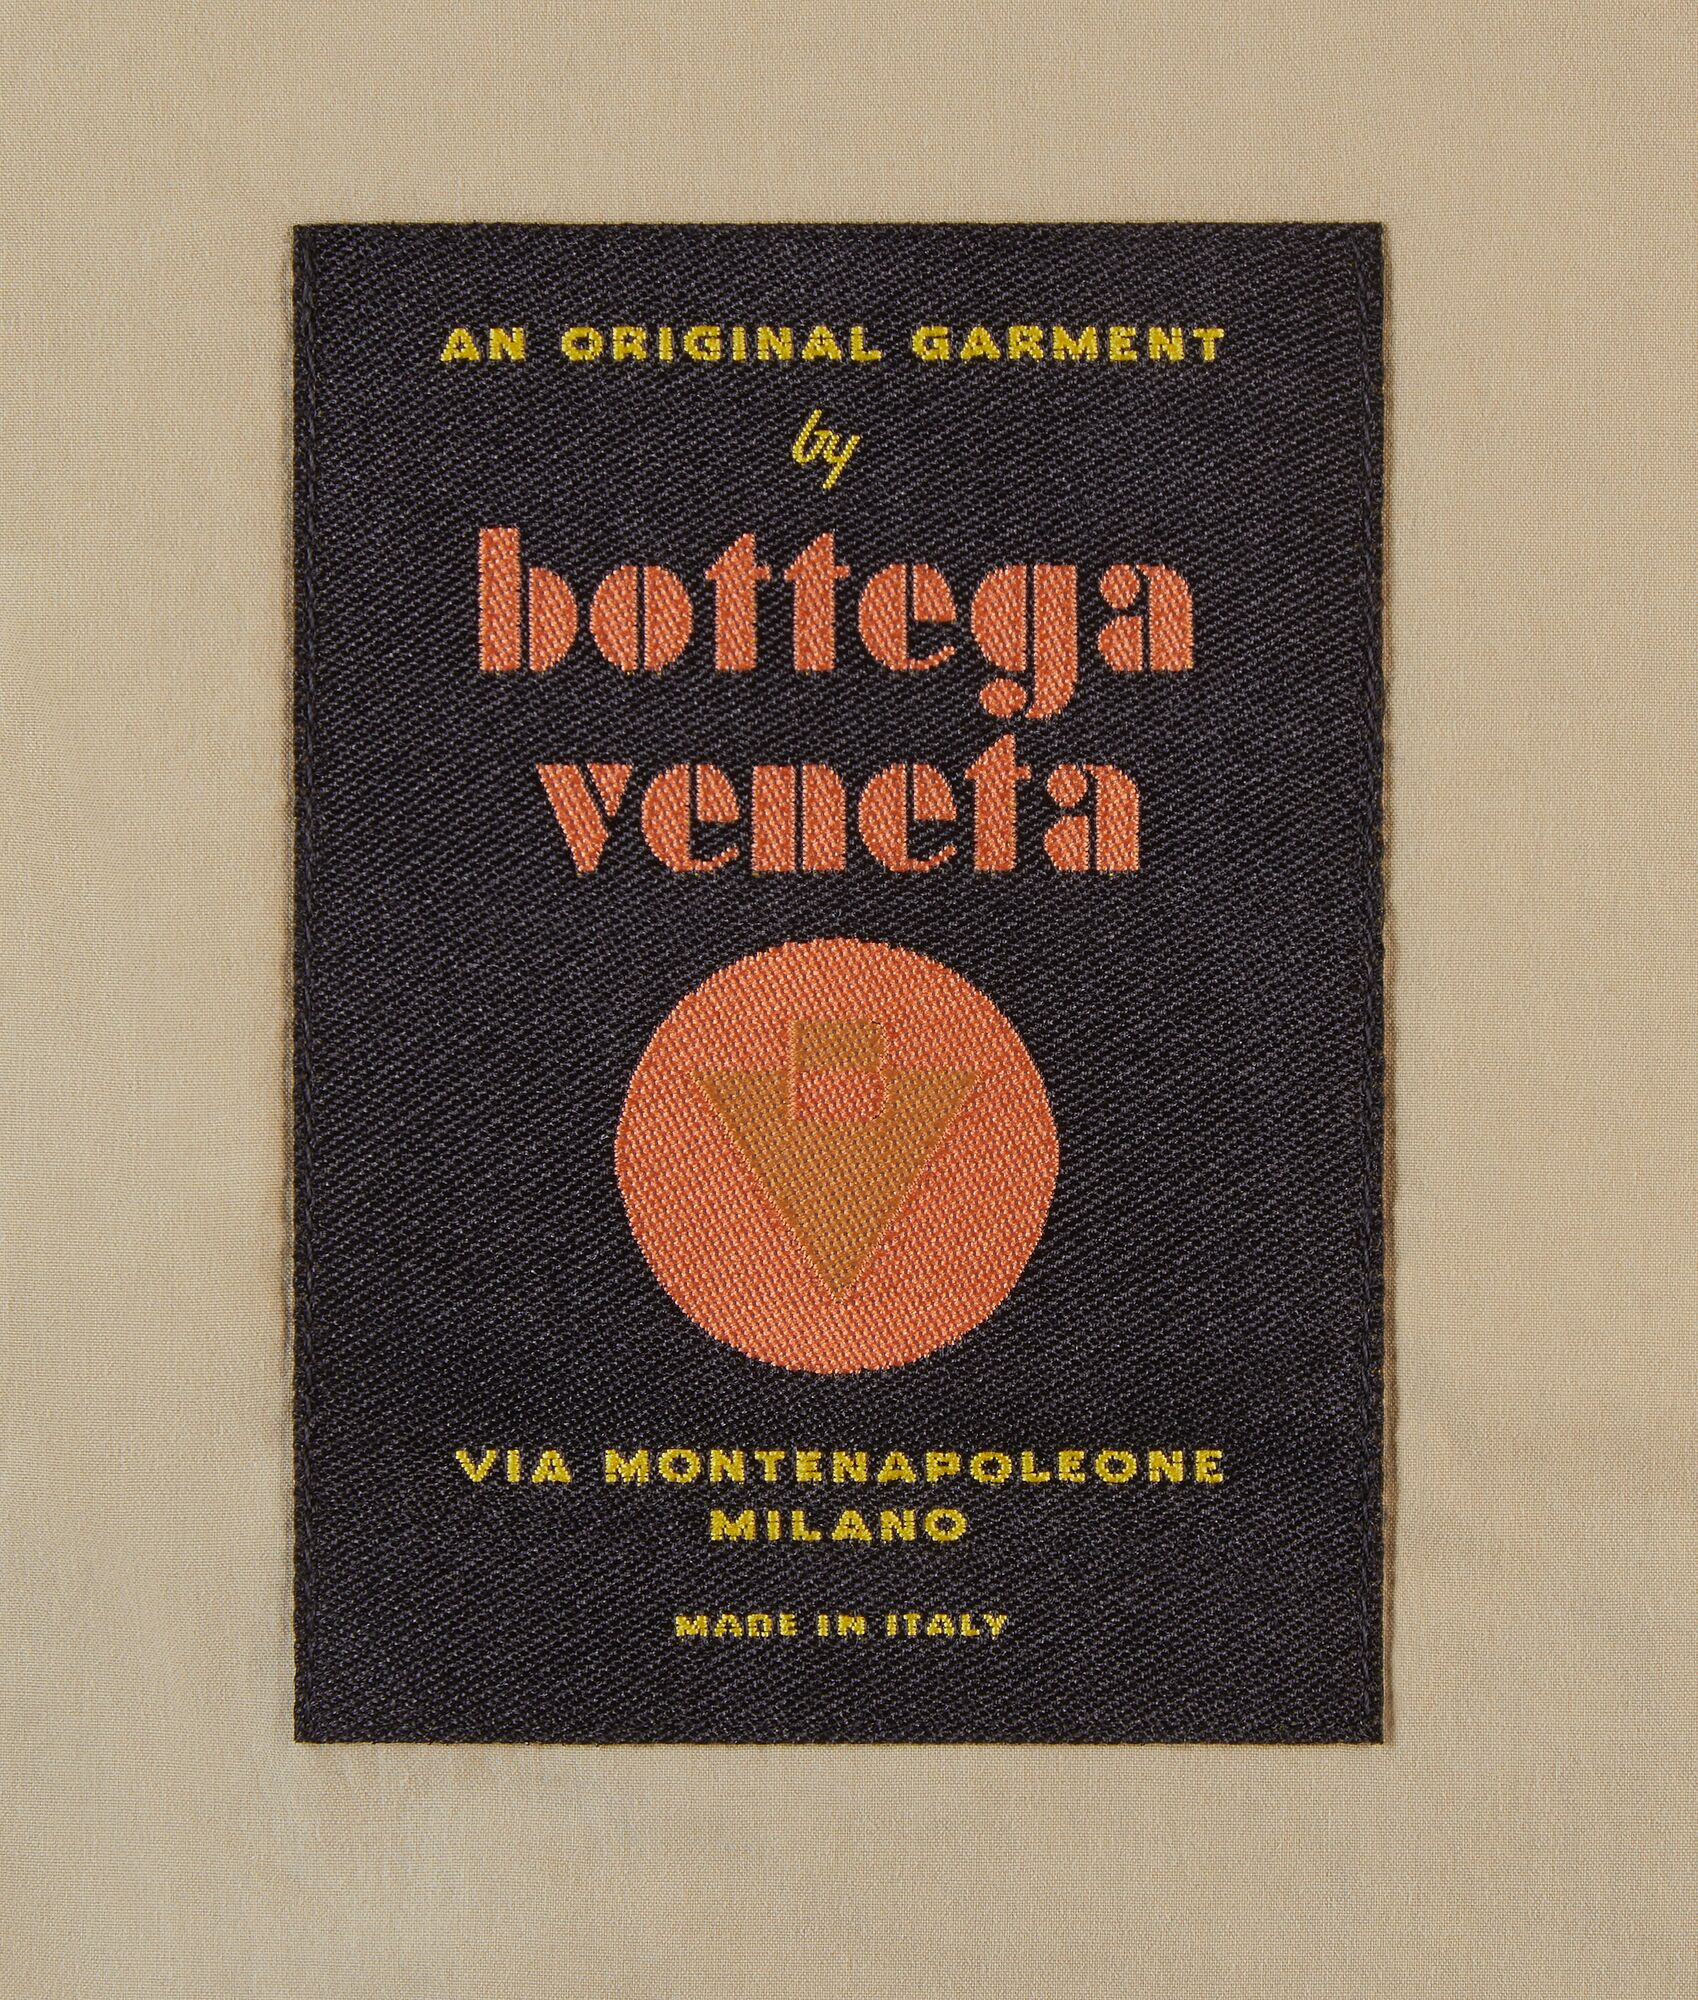 AN ORIGINAL GARMENT
by
bottega
veneta
B
V
VIA MONTENAPOLEONE
MILANO
MADE IN ITALY